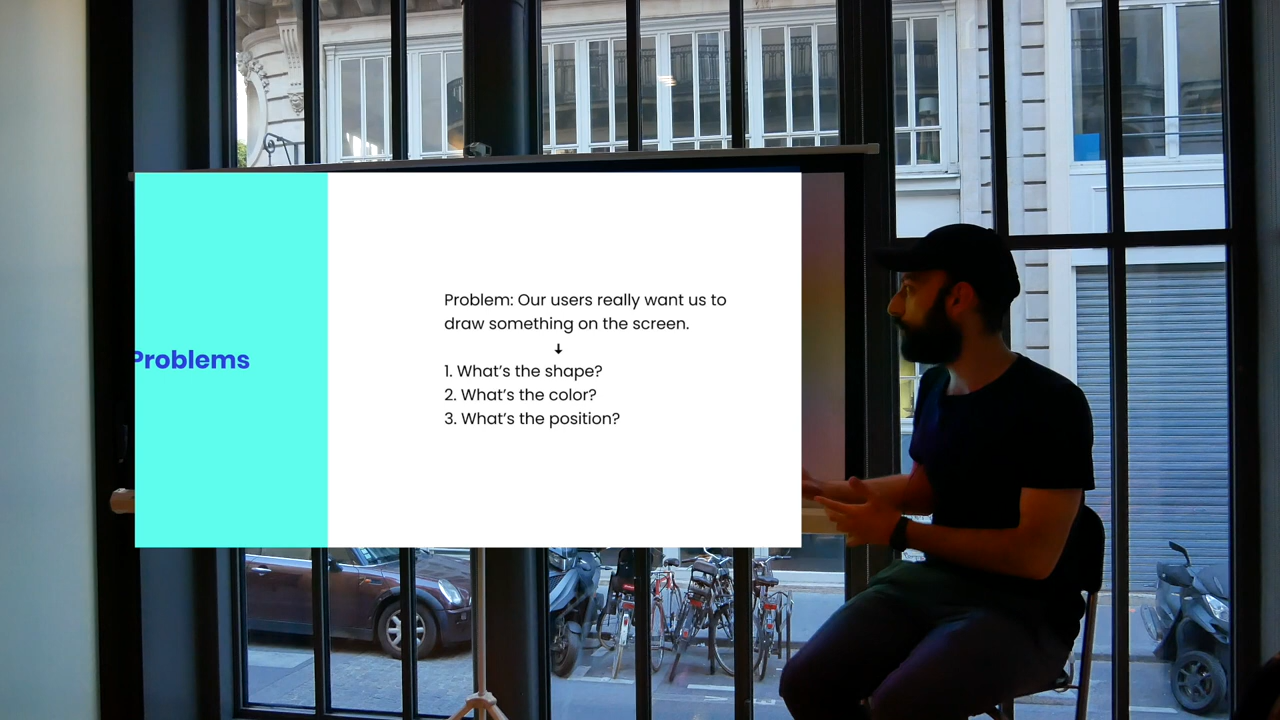 Problems
Problem: Our users really want us to
draw something on the screen.
↓
1. What's the shape?
2. What's the color?
3. What's the position?